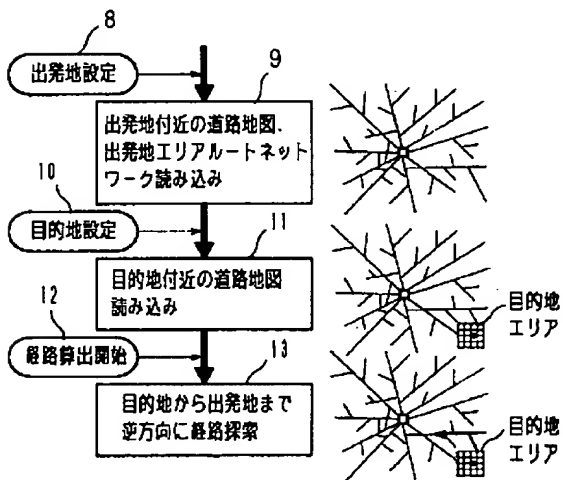 8
出発地設定
9
出発地付近の道路地図、
出発地エリアルートネット
ワーク読み込み
10
目的地設定
11
目的地付近の道路地図
読み込み
目的地
エリア
12
経路算出開始
13
目的地から出発地まで
逆方向に経路探索
目的地
エリア